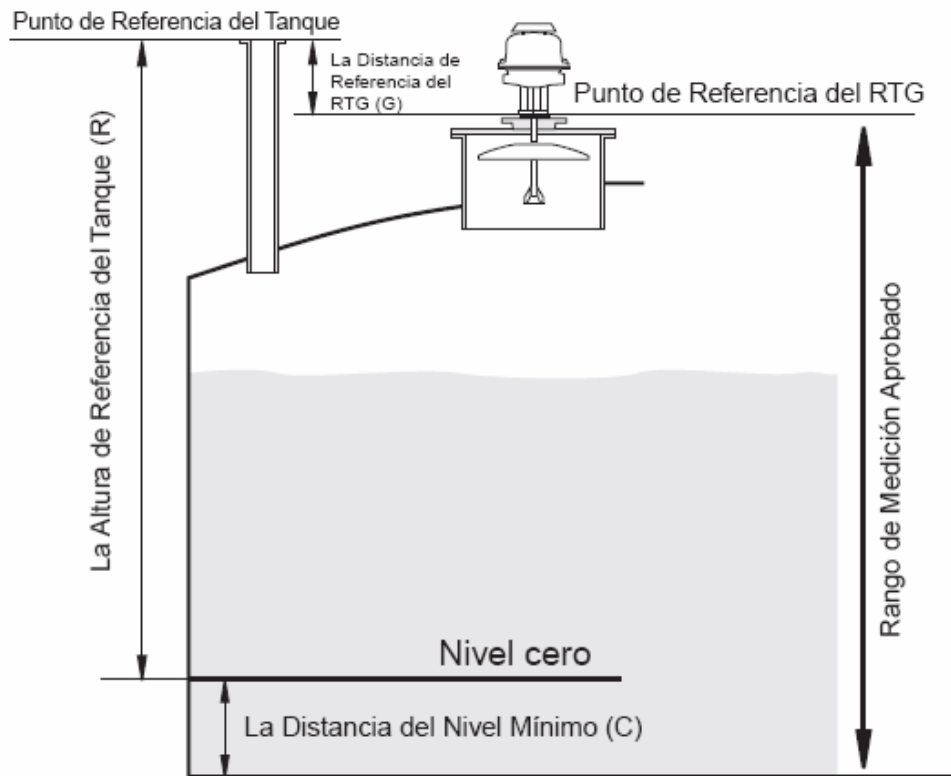 Punto de Referencia del Tanque
La Distancia de
Referencia del
RTG (G)
Punto de Referencia del RTG
La Altura de Referencia del Tanque (R)
Rango de Medición Aprobado
Nivel cero
La Distancia del Nivel Mínimo (C)